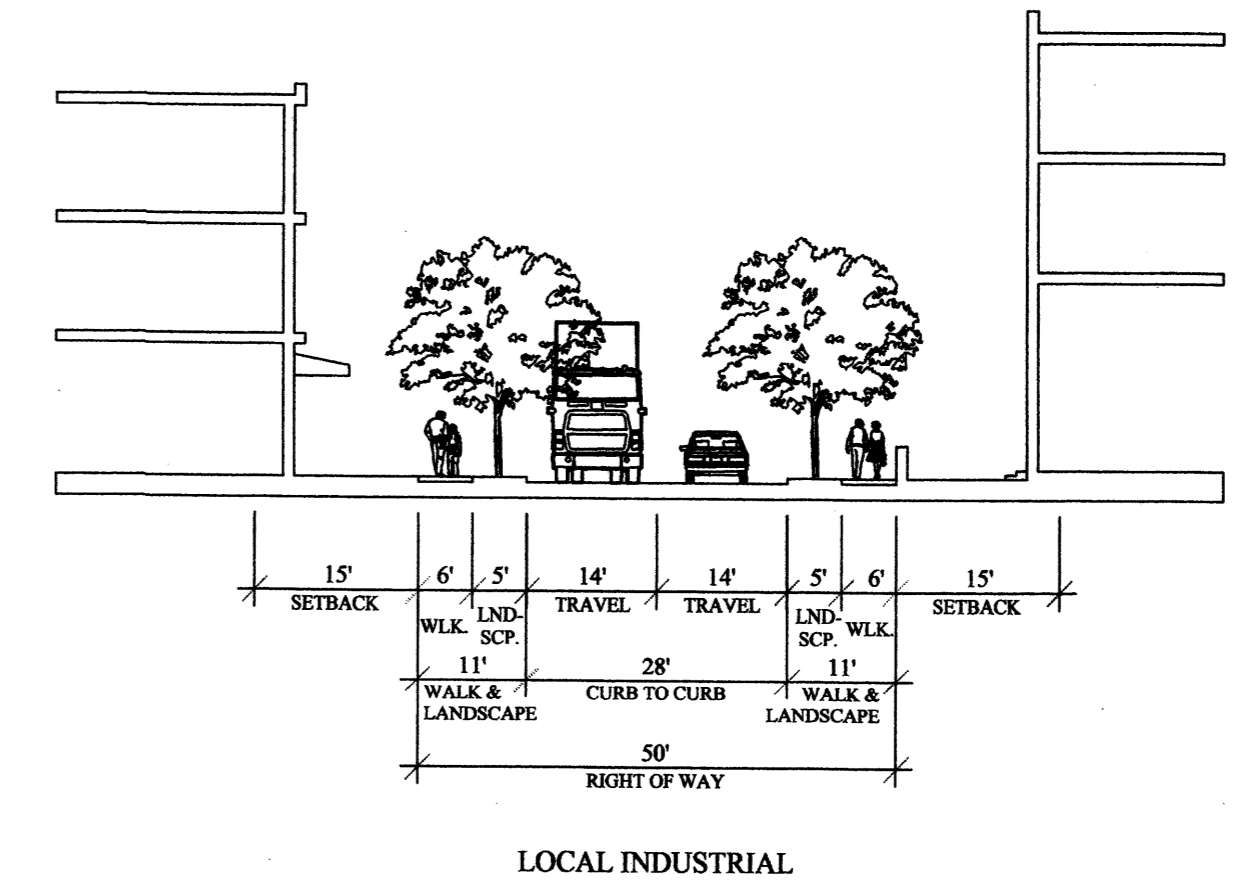 15' 6' 5' 14' 14' 5' 6' 15'
SETBACK TRAVEL TRAVEL SETBACK
WLK. LND-
SCP. LND-
SCP. WLK.
11' 28' 11'
WALK &
LANDSCAPE CURB TO CURB WALK &
LANDSCAPE
50'
RIGHT OF WAY
LOCAL INDUSTRIAL